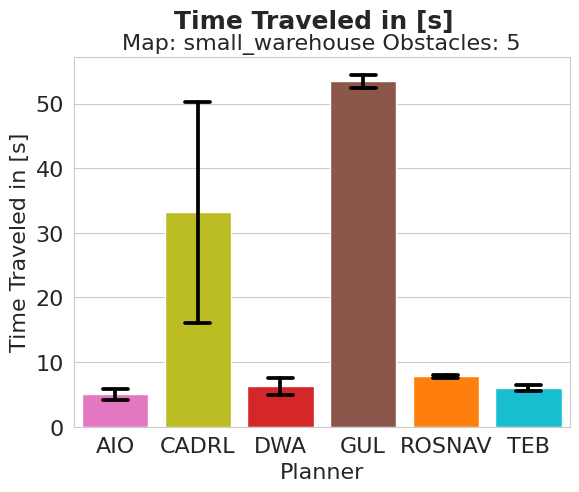 Time Traveled in [s]
Map: small_warehouse Obstacles: 5
Time Traveled in [s]
50
40
30
20
10
0
AIO CADRL DWA GUL ROSNAV TEB
Planner